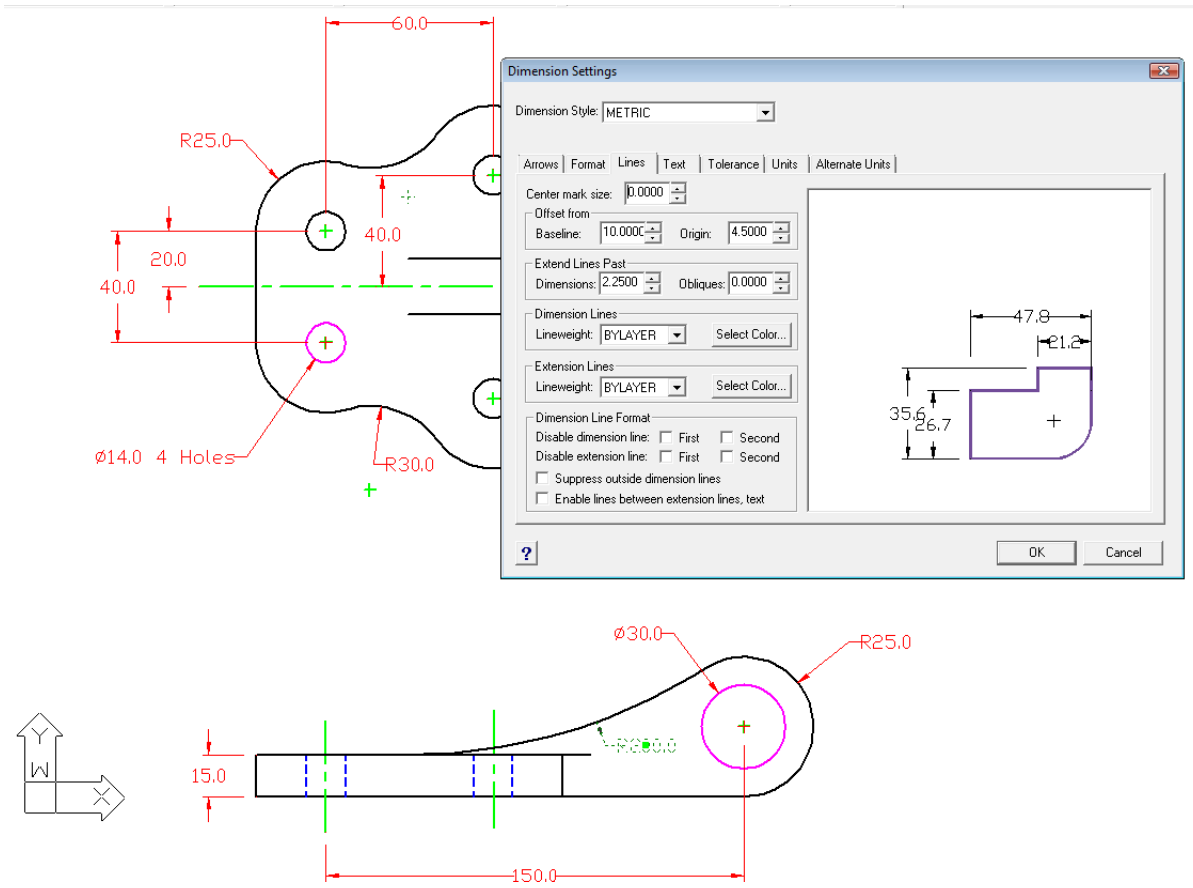 60.0
Dimension Settings
Dimension Style: METRIC
R25.0
Arrows Format Lines Text Tolerance Units Alternate Units
Center mark size: 0.0000
Offset from
Baseline: 10.000 Origin: 4.5000
40.0
20.0
40.0
Extend Lines Past
Dimensions: 2.2500 Obliques: 0.0000
Dimension Lines
Lineweight: BYLAYER Select Color...
Extension Lines
Lineweight: BYLAYER Select Color...
47.8
21.2
35.6
26.7
Dimension Line Format
Disable dimension line: First Second
Disable extension line: First Second
Suppress outside dimension lines
Enable lines between extension lines, text
ø14.0 4 Holes
R30.0
?
OK
Cancel
ø30.0
R25.0
Y
W
X
15.0
150.0